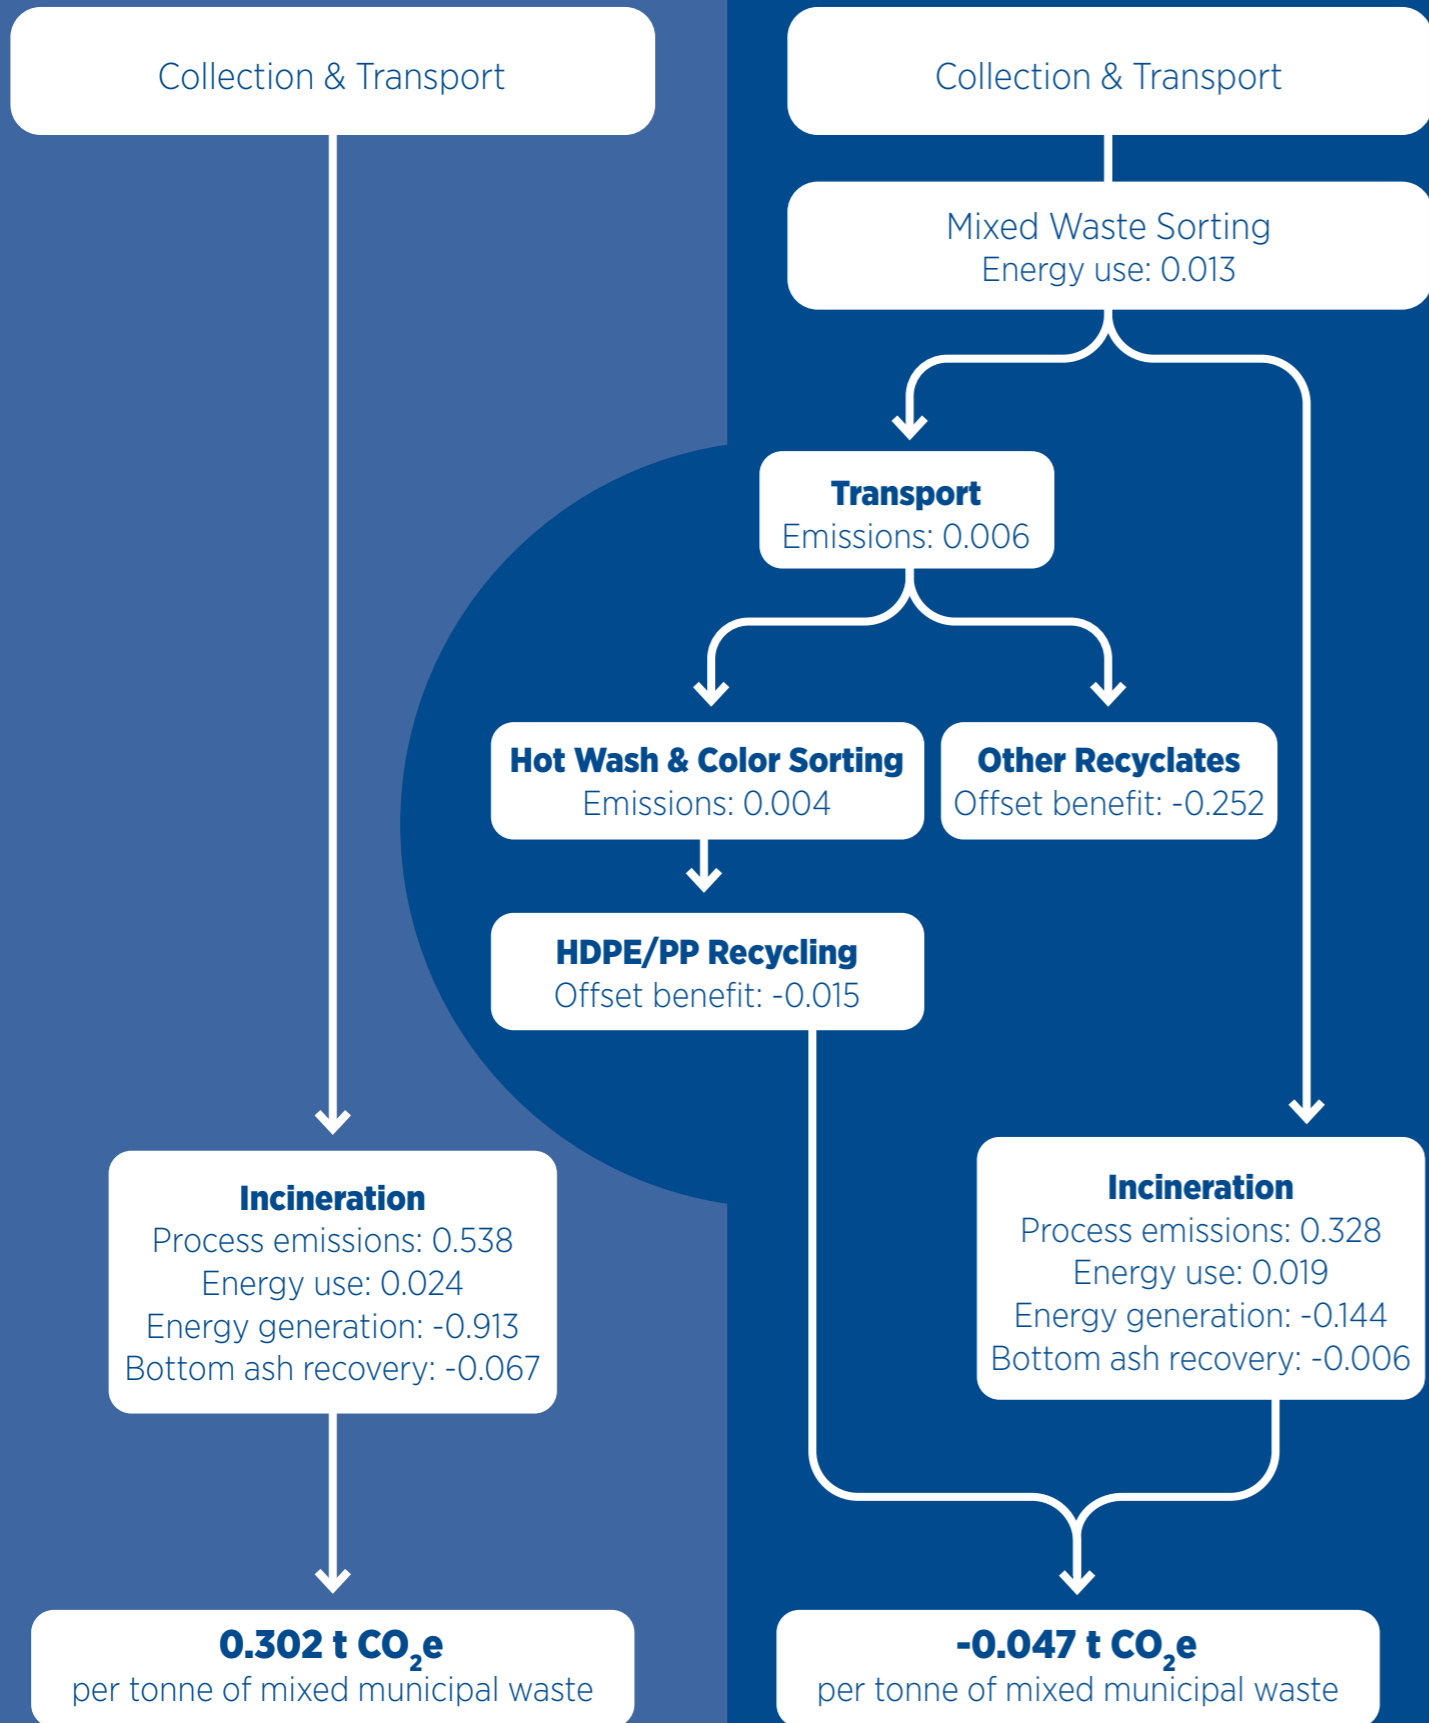 Collection & Transport
Incineration
Process emissions: 0.538
Energy use: 0.024
Energy generation: -0.913
Bottom ash recovery: -0.067
0.302 t CO₂e
per tonne of mixed municipal waste
Collection & Transport
Mixed Waste Sorting
Energy use: 0.013
Transport
Emissions: 0.006
Hot Wash & Color Sorting
Emissions: 0.004
Other Recyclates
Offset benefit: -0.252
HDPE/PP Recycling
Offset benefit: -0.015
Incineration
Process emissions: 0.328
Energy use: 0.019
Energy generation: -0.144
Bottom ash recovery: -0.006
-0.047 t CO₂e
per tonne of mixed municipal waste